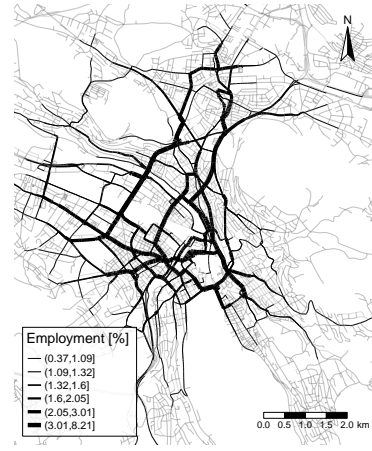 N
Employment [%]
(0.37,1.09]
(1.09,1.32]
(1.32,1.6]
(1.6,2.05]
(2.05,3.01]
(3.01,8.21]
0.0 0.5 1.0 1.5 2.0 km